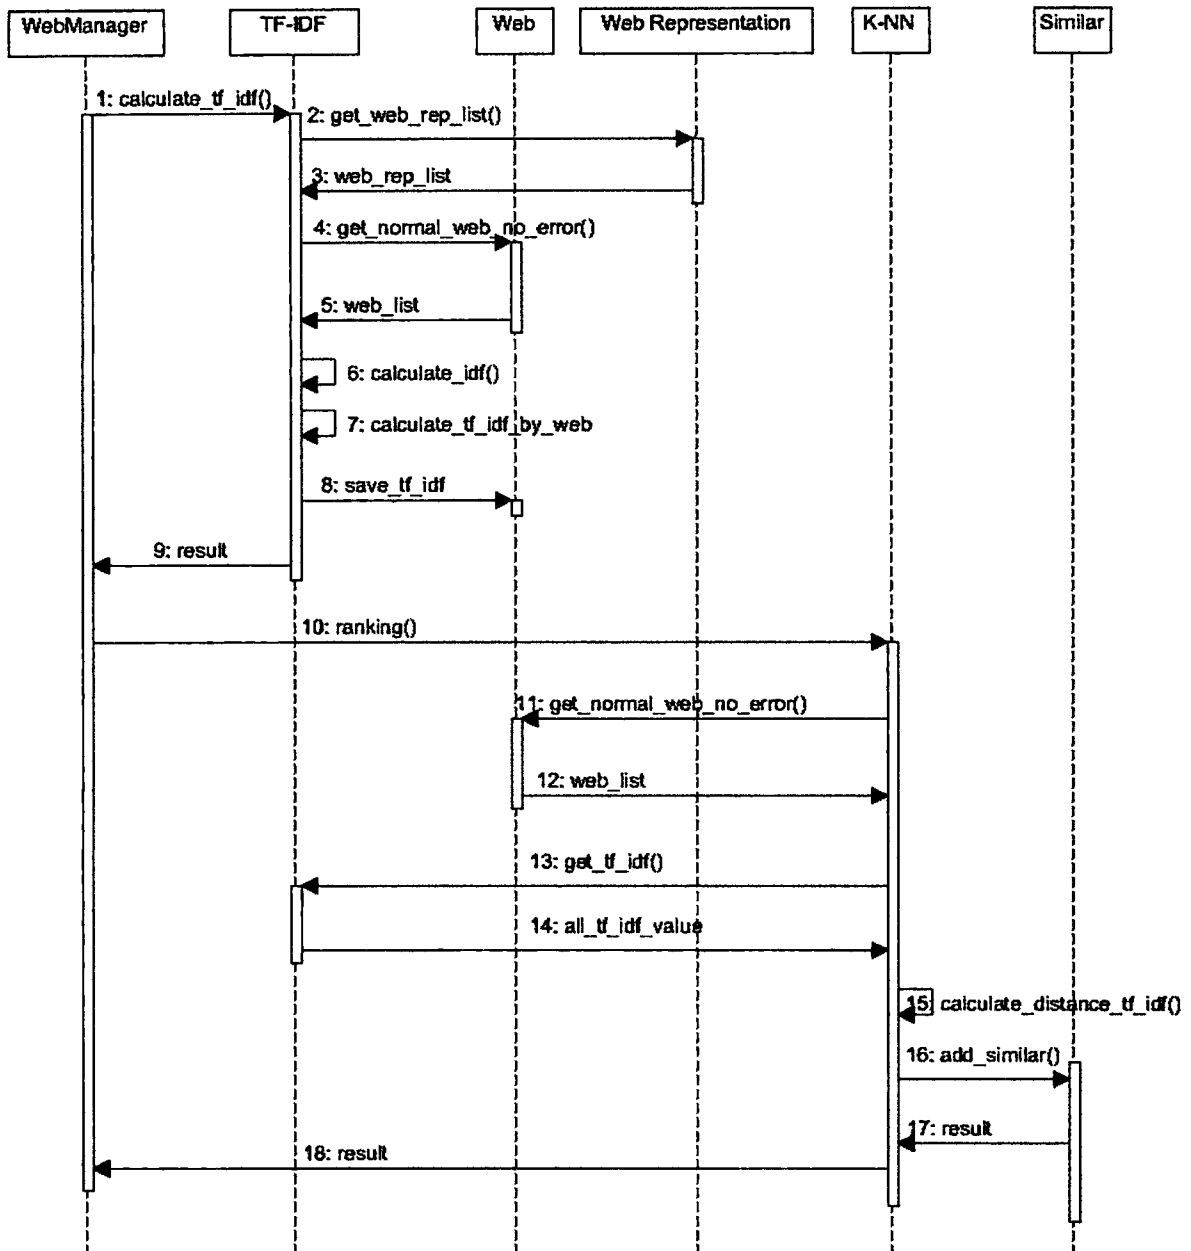 WebManager
TF-IDF
Web
Web Representation
K-NN
Similar
1: calculate_tf_idf()
2: get_web_rep_list()
3: web_rep_list
4: get_normal_web_no_error()
5: web_list
6: calculate_idf()
7: calculate_tf_idf_by_web
8: save_tf_idf
9: result
10: ranking()
11: get_normal_web_no_error()
12: web_list
13: get_tf_idf()
14: all_tf_idf_value
15: calculate_distance_tf_idf()
16: add_similar()
17: result
18: result